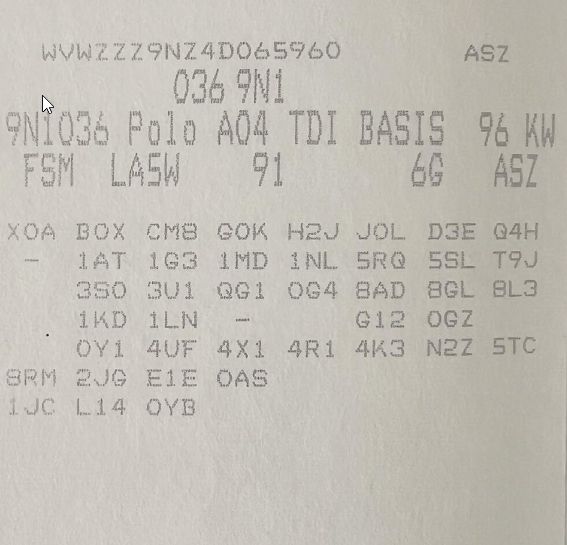 WVWZZZ9NZ4D065960 ASZ
036 9N1
9N1036 Polo A04 TDI BASIS 96 KW
FSM LA5W 91 6G ASZ
X0A B0X CM8 G0K H2J J0L D3E Q4H
- 1AT 1G3 1MD 1NL 5RQ 5SL T9J
3S0 3U1 QG1 0G4 8AD 8GL 8L3
1KD 1LN - G12 0GZ
0Y1 4UF 4X1 4R1 4K3 N2Z 5TC
8RM 2JG E1E 0AS
1JC L14 0YB